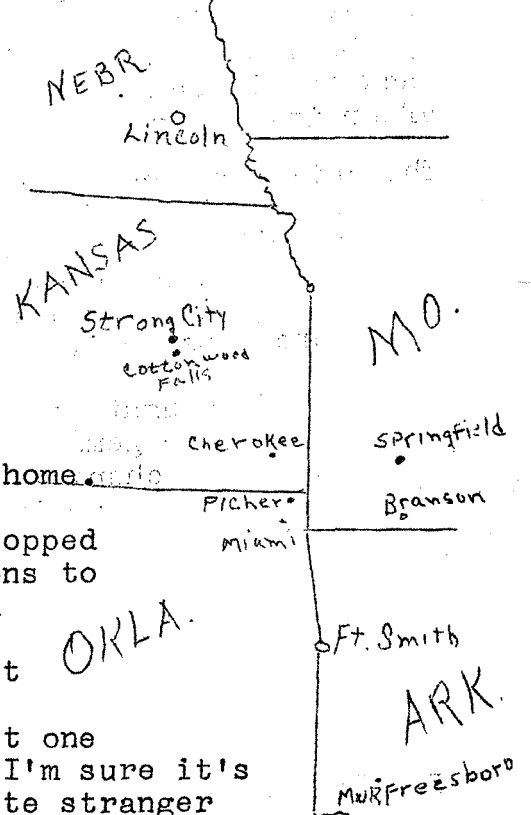 NEBR.
Lincoln
KANSAS
Strong City
Cottonwood
Falls
MO.
Cherokee
Springfield
home
Picher
Branson
opped
Miami
ns to
OKLA.
Ft. Smith
t
ARK.
t one
I'm sure it's
Murfreesboro
te stranger